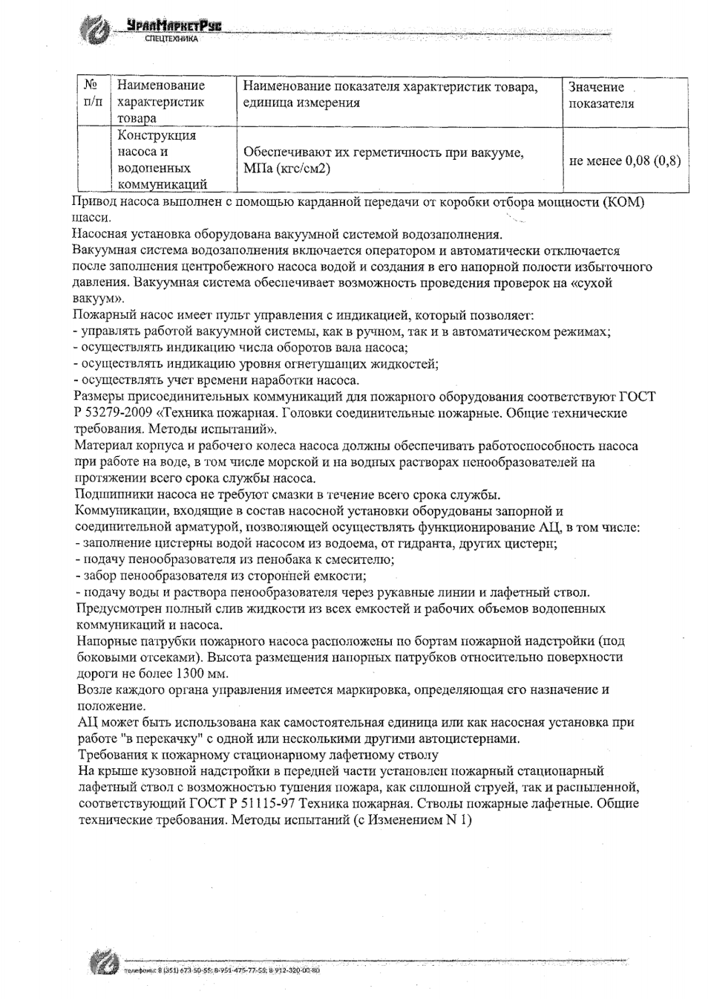 УралМаркетРус
СПЕЦТЕХНИКА
№ п/п
Наименование характеристик товара
Наименование показателя характеристик товара, единица измерения
Значение показателя
Конструкция насоса и водопенных коммуникаций
Обеспечивают их герметичность при вакууме, МПа (кгс/см2)
не менее 0,08 (0,8)
Привод насоса выполнен с помощью карданной передачи от коробки отбора мощности (КОМ)
шасси.
Насосная установка оборудована вакуумной системой водозаполнения.
Вакуумная система водозаполнения включается оператором и автоматически отключается
после заполнения центробежного насоса водой и создания в его напорной полости избыточного
давления. Вакуумная система обеспечивает возможность проведения проверок на «сухой
вакуум».
Пожарный насос имеет пульт управления с индикацией, который позволяет:
- управлять работой вакуумной системы, как в ручном, так и в автоматическом режимах;
- осуществлять индикацию числа оборотов вала насоса;
- осуществлять индикацию уровня огнетушащих жидкостей;
- осуществлять учет времени наработки насоса.
Размеры присоединительных коммуникаций для пожарного оборудования соответствуют ГОСТ
Р 53279-2009 «Техника пожарная. Головки соединительные пожарные. Общие технические
требования. Методы испытаний».
Материал корпуса и рабочего колеса насоса должны обеспечивать работоспособность насоса
при работе на воде, в том числе морской и на водных растворах пенообразователей на
протяжении всего срока службы насоса.
Подшипники насоса не требуют смазки в течение всего срока службы.
Коммуникации, входящие в состав насосной установки оборудованы запорной и
соединительной арматурой, позволяющей осуществлять функционирование АЦ, в том числе:
- заполнение цистерны водой насосом из водоема, от гидранта, других цистерн;
- подачу пенообразователя из пенобака к смесителю;
- забор пенообразователя из сторонней емкости;
- подачу воды и раствора пенообразователя через рукавные линии и лафетный ствол.
Предусмотрен полный слив жидкости из всех емкостей и рабочих объемов водопенных
коммуникаций и насоса.
Напорные патрубки пожарного насоса расположены по бортам пожарной надстройки (под
боковыми отсеками). Высота размещения напорных патрубков относительно поверхности
дороги не более 1300 мм.
Возле каждого органа управления имеется маркировка, определяющая его назначение и
положение.
АЦ может быть использована как самостоятельная единица или как насосная установка при
работе "в перекачку" с одной или несколькими другими автоцистернами.
Требования к пожарному стационарному лафетному стволу
На крыше кузовной надстройки в передней части установлен пожарный стационарный
лафетный ствол с возможностью тушения пожара, как сплошной струей, так и распыленной,
соответствующий ГОСТ Р 51115-97 Техника пожарная. Стволы пожарные лафетные. Общие
технические требования. Методы испытаний (с Изменением N 1)
телефоны: 8 (351) 673-50-55; 8-951-475-77-55; 8-912-320-00-80